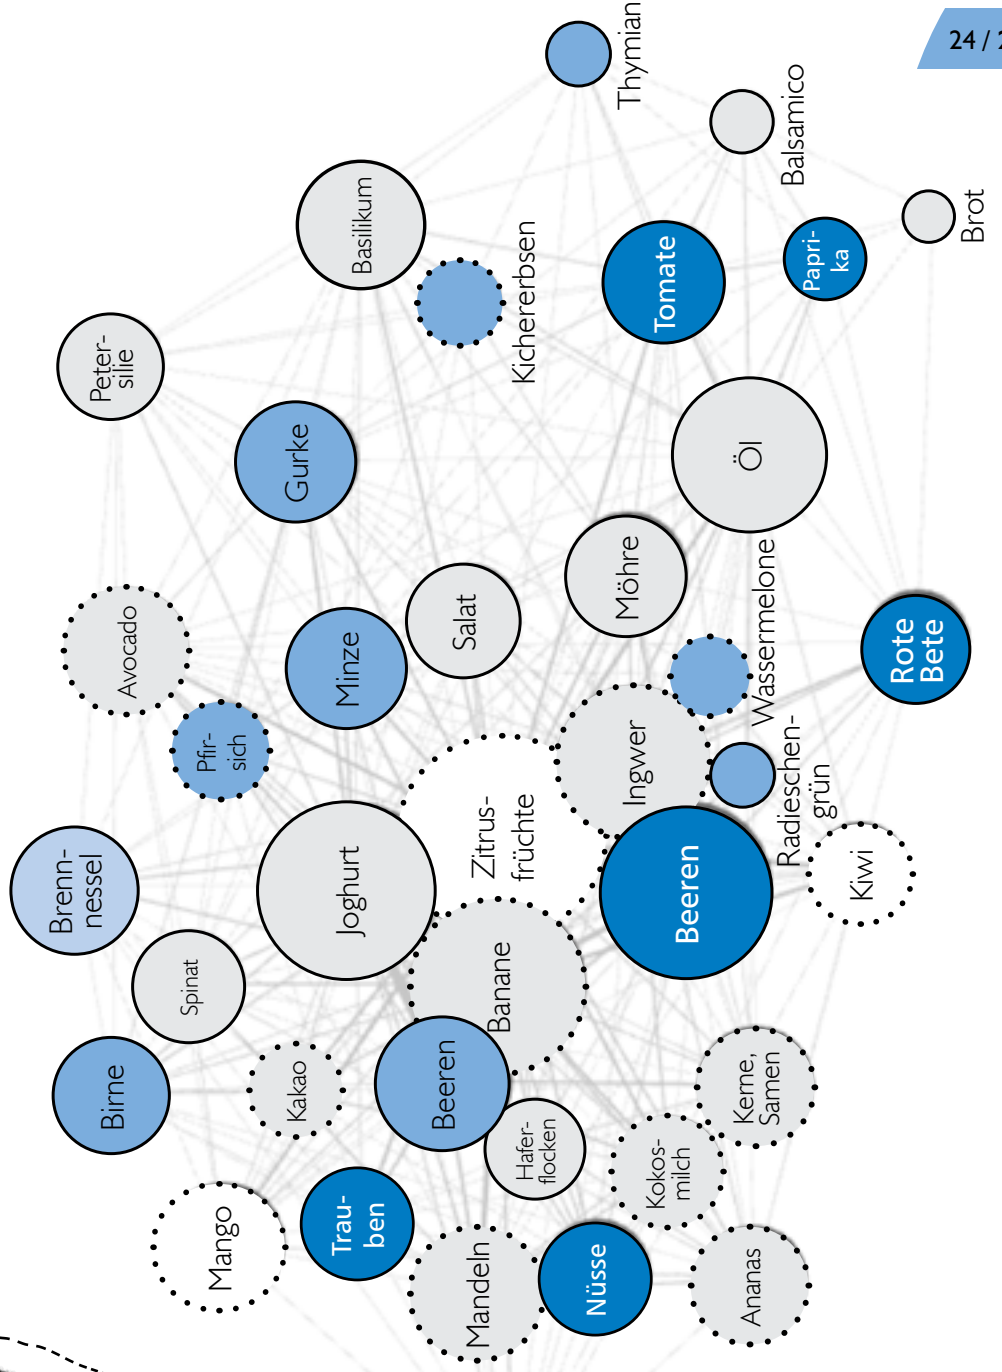 24 / 2
Thymian
Balsamico
Brot
Basilikum
Kichererbsen
Tomate
Papri-
ka
Peter-
silie
Gurke
Öl
Möhre
Avocado
Pfir-
sich
Minze
Salat
Wassermelone
Rote
Bete
Ingwer
Radieschen-
grün
Brenn-
nessel
Joghurt
Zitrus-
früchte
Beeren
Kiwi
Spinat
Banane
Birne
Kakao
Beeren
Hafer-
flocken
Kerne,
Samen
Kokos-
milch
Mango
Trau-
ben
Mandeln
Nüsse
Ananas